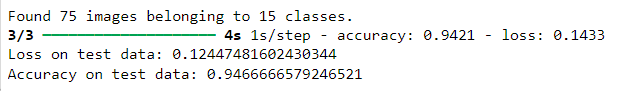 Found 75 images belonging to 15 classes.
3/3 ━━━━━━━━━━━━━━━━━━━━ 4s 1s/step - accuracy: 0.9421 - loss: 0.1433
Loss on test data: 0.12447481602430344
Accuracy on test data: 0.9466666579246521